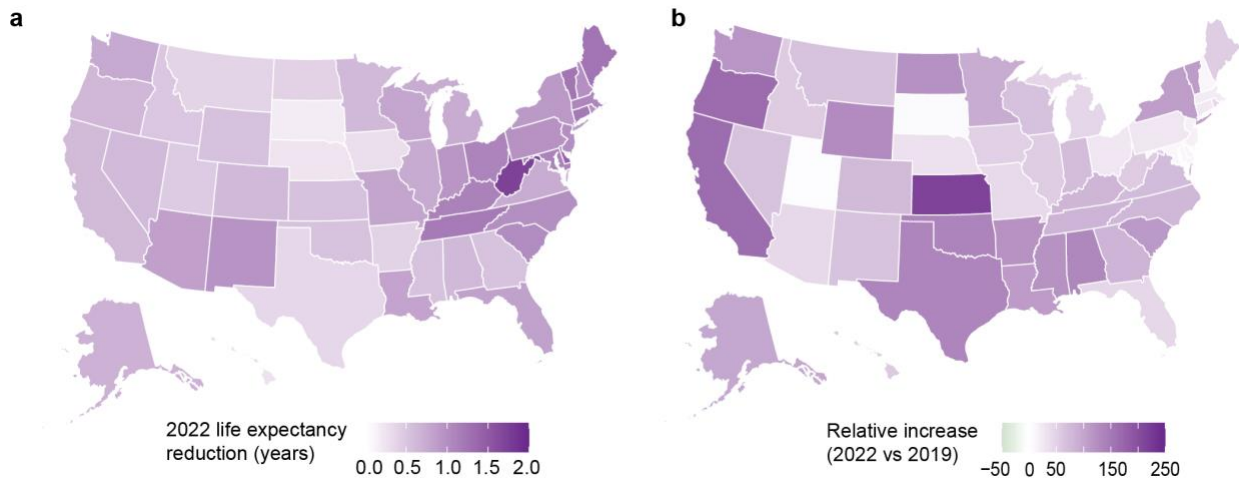 a
b
2022 life expectancy
reduction (years)
0.0 0.5 1.0 1.5 2.0
Relative increase
(2022 vs 2019)
−50 0 50 150 250